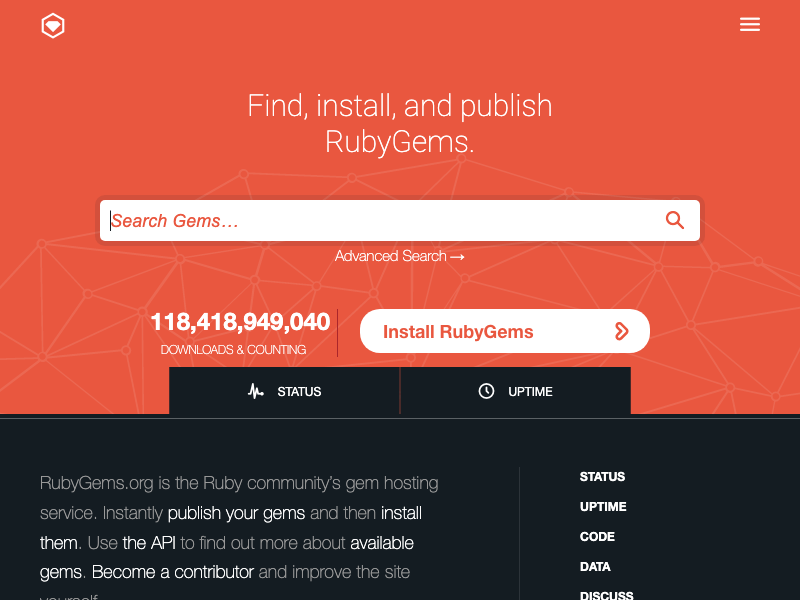 Find, install, and publish
RubyGems.
Search Gems…
Advanced Search →
118,418,949,040
DOWNLOADS & COUNTING
Install RubyGems
STATUS
UPTIME
RubyGems.org is the Ruby community's gem hosting
service. Instantly publish your gems and then install
them. Use the API to find out more about available
gems. Become a contributor and improve the site
yourself.
STATUS
UPTIME
CODE
DATA
DISCUSS